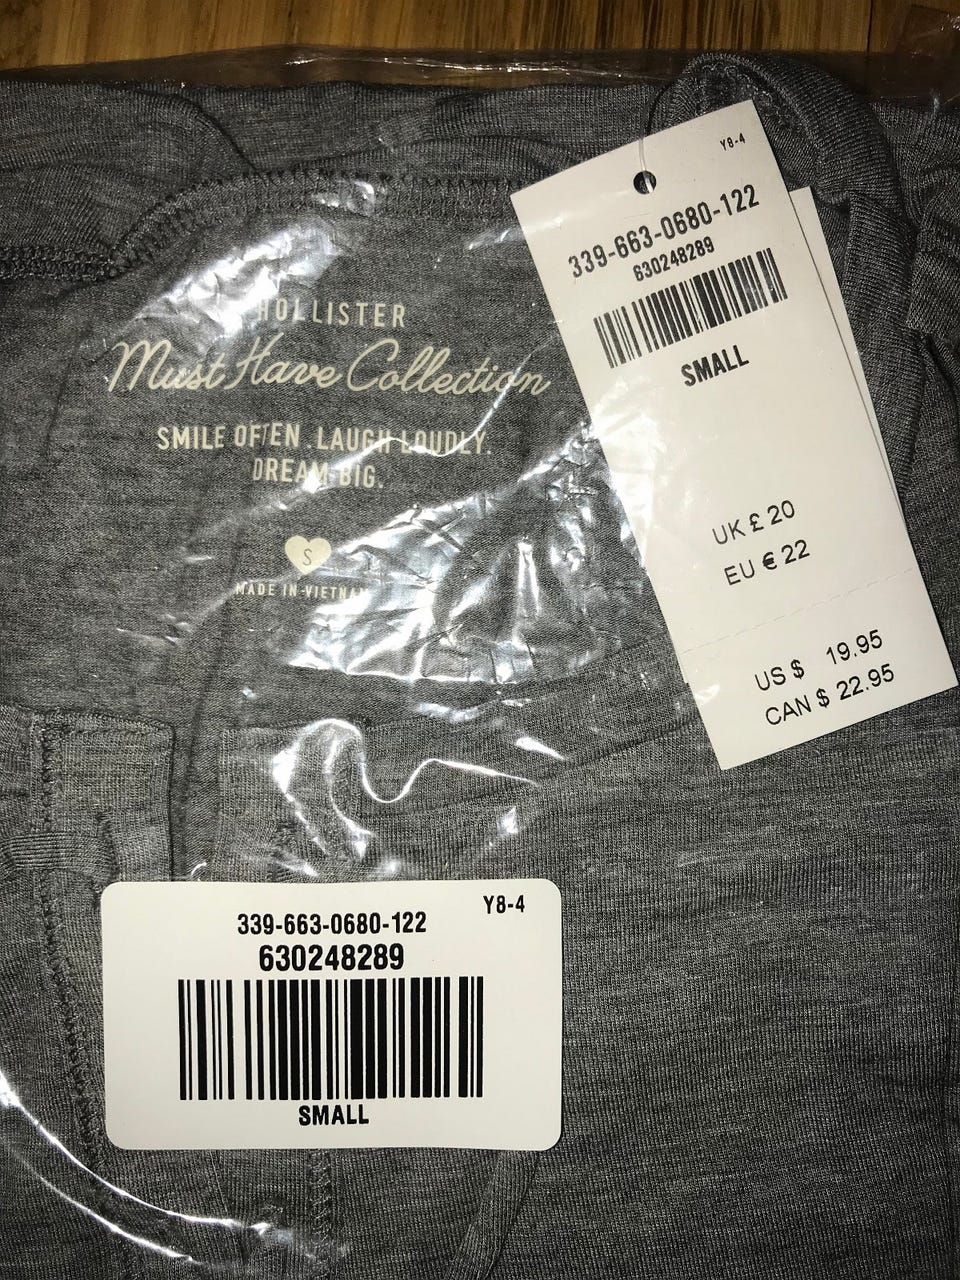 Y8-4
339-663-0680-122
630248289
SMALL
UK £ 20
EU € 22
US $ 19.95
CAN $ 22.95
HOLLISTER
Must Have Collection
SMILE OFTEN. LAUGH LOUDLY.
DREAM BIG.
S
MADE IN VIETNAM
Y8-4
339-663-0680-122
630248289
SMALL